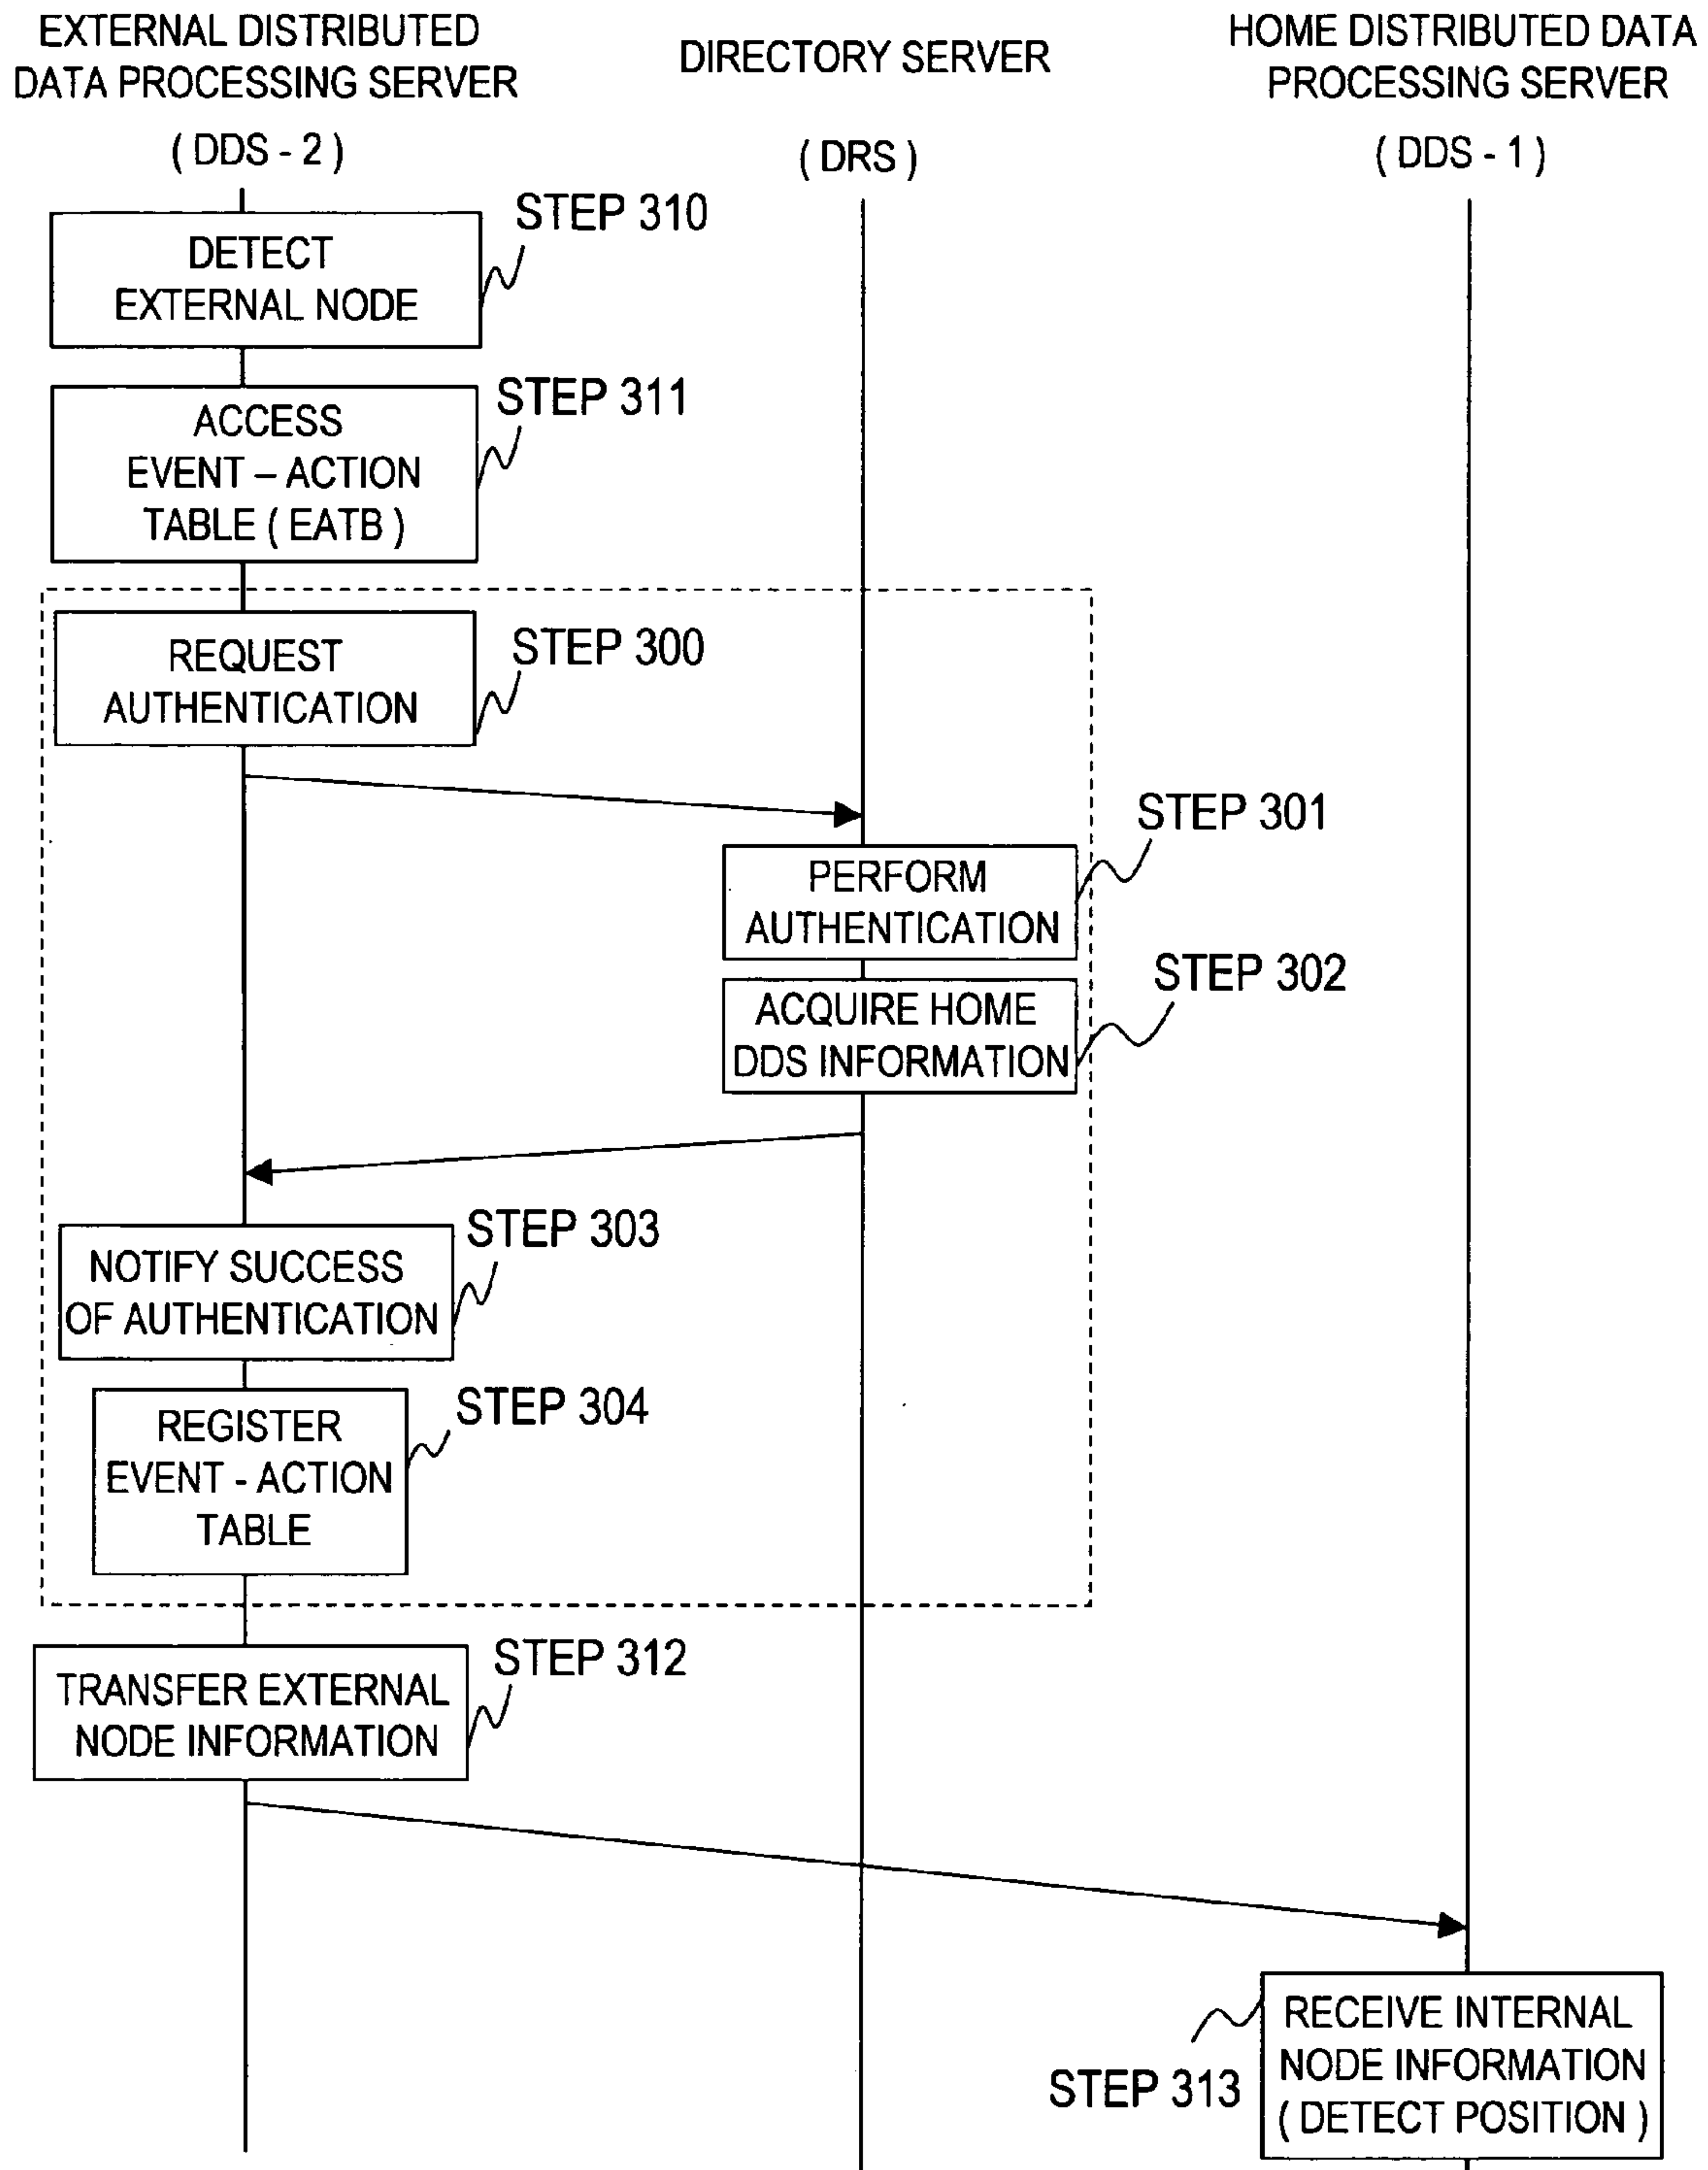 EXTERNAL DISTRIBUTED
DATA PROCESSING SERVER
( DDS - 2 )
DIRECTORY SERVER
( DRS )
HOME DISTRIBUTED DATA
PROCESSING SERVER
( DDS - 1 )
DETECT
EXTERNAL NODE
STEP 310
ACCESS
EVENT – ACTION
TABLE ( EATB )
STEP 311
REQUEST
AUTHENTICATION
STEP 300
PERFORM
AUTHENTICATION
STEP 301
ACQUIRE HOME
DDS INFORMATION
STEP 302
NOTIFY SUCCESS
OF AUTHENTICATION
STEP 303
REGISTER
EVENT - ACTION
TABLE
STEP 304
TRANSFER EXTERNAL
NODE INFORMATION
STEP 312
RECEIVE INTERNAL
NODE INFORMATION
( DETECT POSITION )
STEP 313